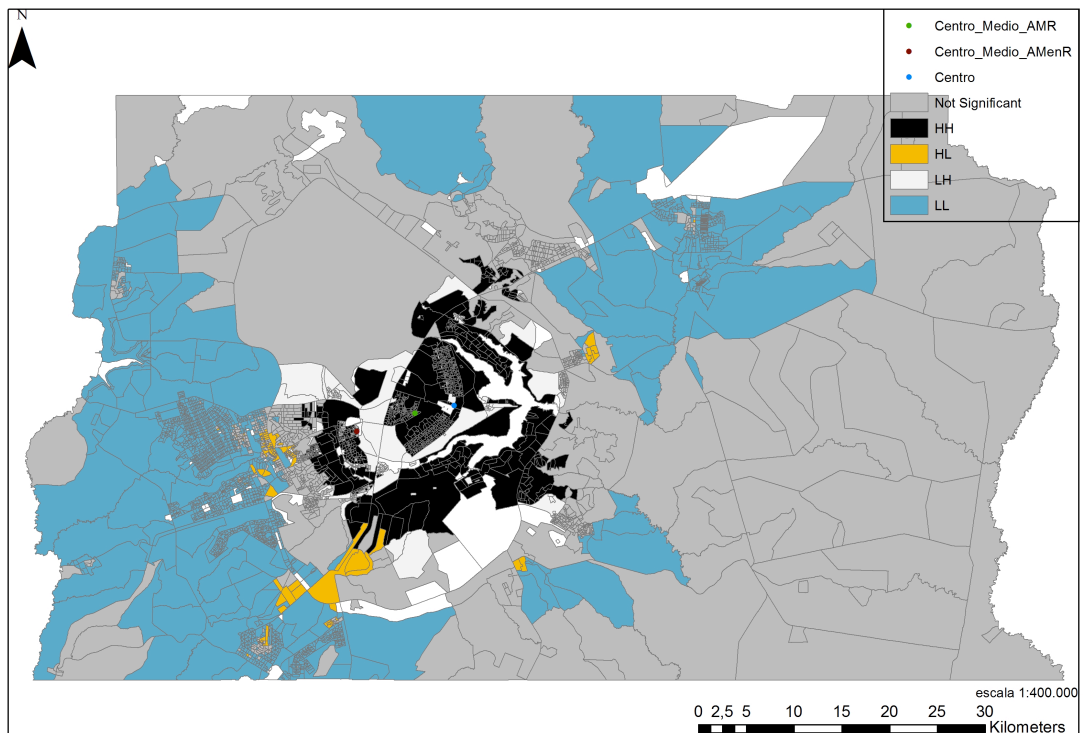 N
Centro_Medio_AMR
Centro_Medio_AMenR
Centro
Not Significant
HH
HL
LH
LL
escala 1:400.000
0 2,5 5 10 15 20 25 30
Kilometers